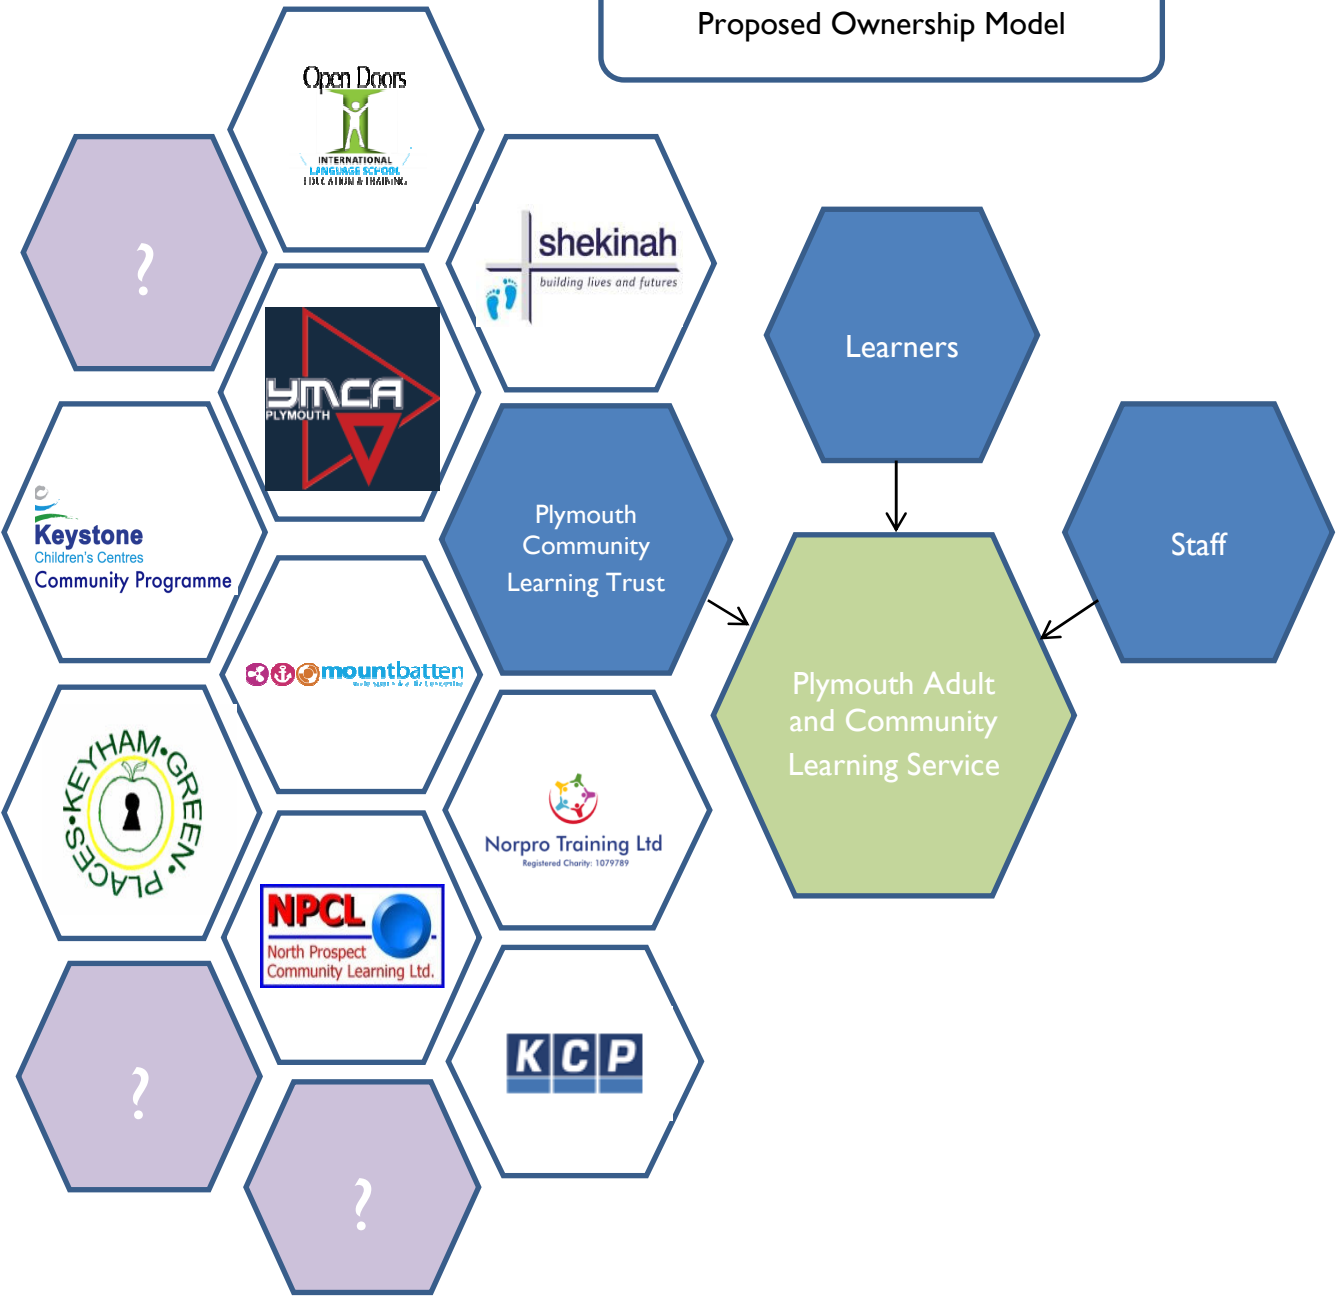 Proposed Ownership Model
Open Doors
INTERNATIONAL
LANGUAGE SCHOOL
EDUCATION & TRAINING
?
shekinah
building lives and futures
Learners
YMCA
PLYMOUTH
Keystone
Children's Centres
Community Programme
Plymouth
Community
Learning Trust
Staff
mountbatten
Plymouth Adult
and Community
Learning Service
KEYHAM•GREEN•PLACES•
Norpro Training Ltd
Registered Charity: 1079789
NPCL
North Prospect
Community Learning Ltd.
?
KCP
?